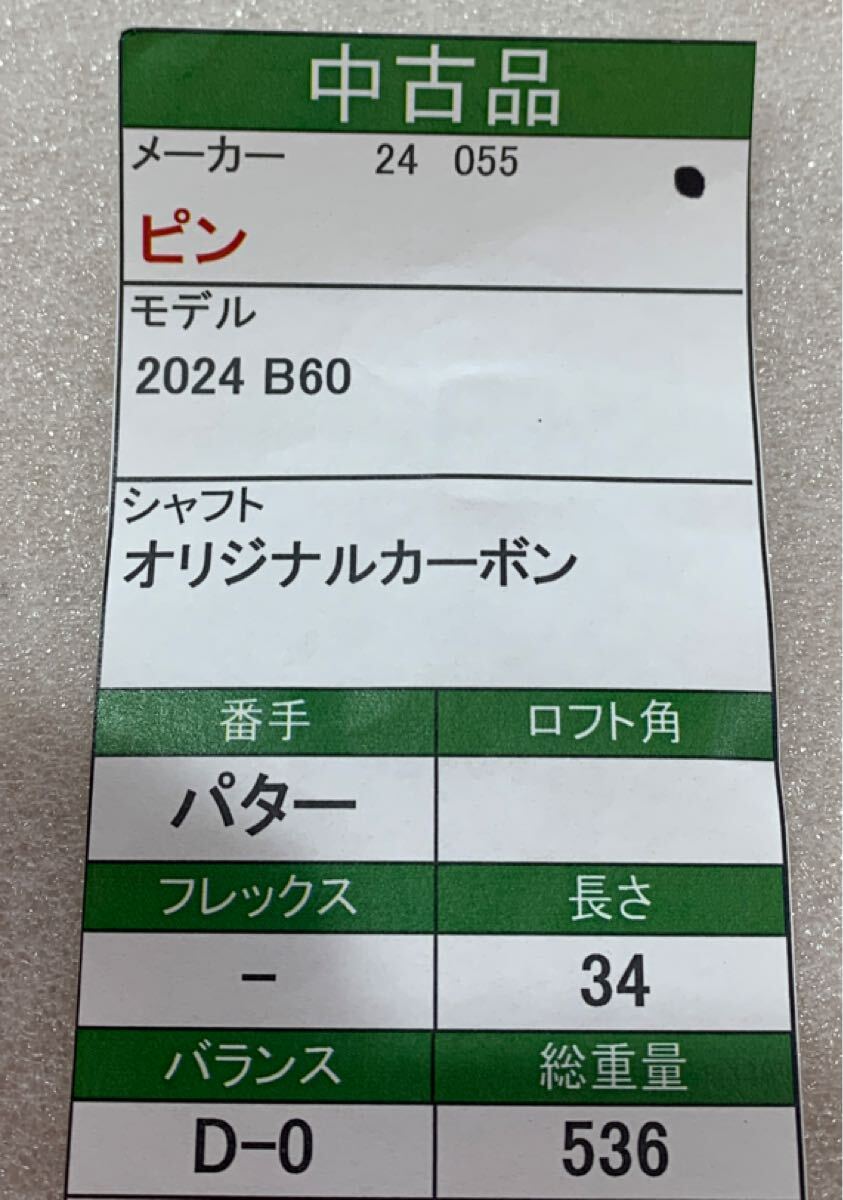 中古品
メーカー 24 055
ピン
モデル
2024 B60
シャフト
オリジナルカーボン
番手 ロフト角
パター
フレックス 長さ
- 34
バランス 総重量
D-0 536